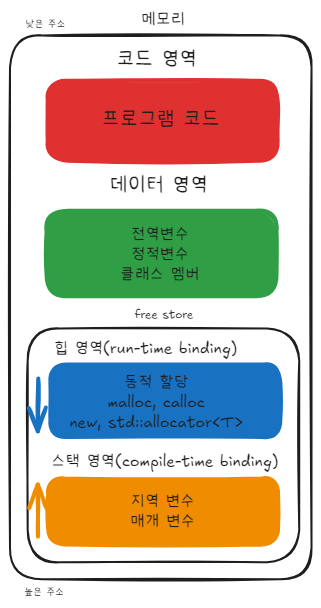 메모리
낮은 주소
코드 영역
프로그램 코드
데이터 영역
전역변수
정적변수
클래스 멤버
free store
힙 영역(run-time binding)
동적 할당
malloc, calloc
new, std::allocator<T>
스택 영역(compile-time binding)
지역 변수
매개 변수
높은 주소